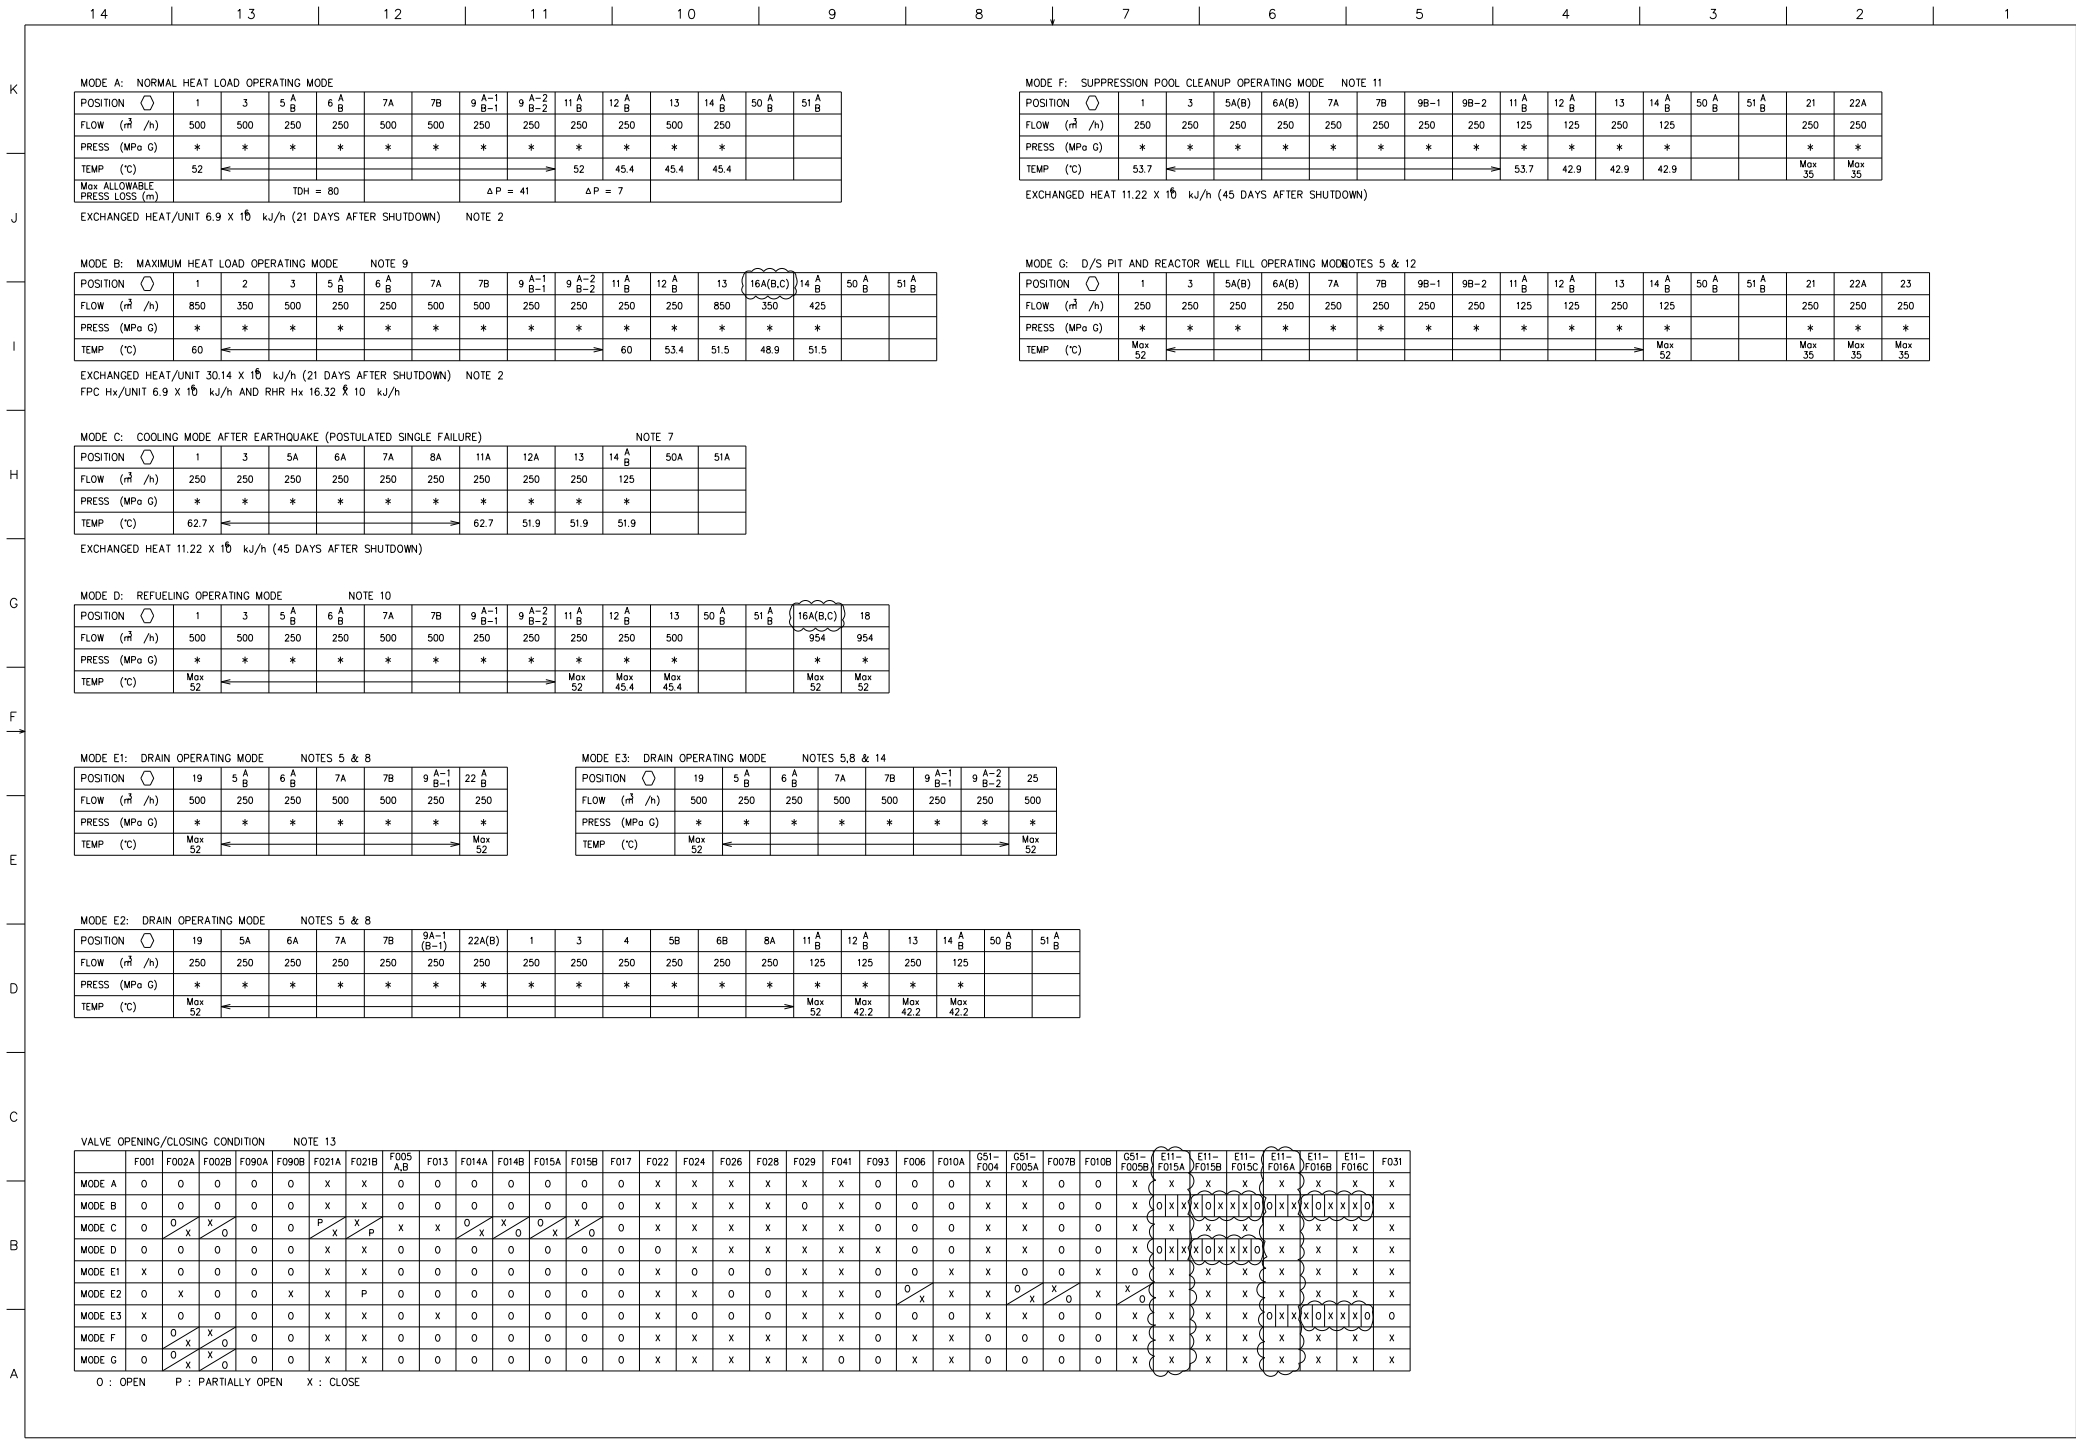 14 13 12 11 10 9 8 7 6 5 4 3 2 1
K
J
I
H
G
F
E
D
C
B
A
MODE A: NORMAL HEAT LOAD OPERATING MODE
POSITION 1 3 5 A B 6 A B 7A 7B 9 A-1 B-1 9 A-2 B-2 11 A B 12 A B 13 14 A B 50 A B 51 A B
FLOW (m3 /h) 500 500 250 250 500 500 250 250 250 250 500 250
PRESS (MPa G) * * * * * * * * * * * *
TEMP (°C) 52 52 45.4 45.4 45.4
Max ALLOWABLE PRESS LOSS (m) TDH = 80 ΔP = 41 ΔP = 7
EXCHANGED HEAT/UNIT 6.9 X 10 6 kJ/h (21 DAYS AFTER SHUTDOWN) NOTE 2
MODE B: MAXIMUM HEAT LOAD OPERATING MODE NOTE 9
POSITION 1 2 3 5 A B 6 A B 7A 7B 9 A-1 B-1 9 A-2 B-2 11 A B 12 A B 13 16A(B,C) 14 A B 50 A B 51 A B
FLOW (m3 /h) 850 350 500 250 250 500 500 250 250 250 250 850 350 425
PRESS (MPa G) * * * * * * * * * * * * * *
TEMP (°C) 60 60 53.4 51.5 48.9 51.5
EXCHANGED HEAT/UNIT 30.14 X 10 6 kJ/h (21 DAYS AFTER SHUTDOWN) NOTE 2
FPC Hx/UNIT 6.9 X 10 6 kJ/h AND RHR Hx 16.32 X 10 6 kJ/h
MODE C: COOLING MODE AFTER EARTHQUAKE (POSTULATED SINGLE FAILURE) NOTE 7
POSITION 1 3 5A 6A 7A 8A 11A 12A 13 14 A B 50A 51A
FLOW (m3 /h) 250 250 250 250 250 250 250 250 250 125
PRESS (MPa G) * * * * * * * * * *
TEMP (°C) 62.7 62.7 51.9 51.9 51.9
EXCHANGED HEAT 11.22 X 10 6 kJ/h (45 DAYS AFTER SHUTDOWN)
MODE D: REFUELING OPERATING MODE NOTE 10
POSITION 1 3 5 A B 6 A B 7A 7B 9 A-1 B-1 9 A-2 B-2 11 A B 12 A B 13 50 A B 51 A B 16A(B,C) 18
FLOW (m3 /h) 500 500 250 250 500 500 250 250 250 250 500 954 954
PRESS (MPa G) * * * * * * * * * * * * *
TEMP (°C) Max 52 Max 52 Max 45.4 Max 45.4 Max 52 Max 52
MODE E1: DRAIN OPERATING MODE NOTES 5 & 8
POSITION 19 5 A B 6 A B 7A 7B 9 A-1 B-1 22 A B
FLOW (m3 /h) 500 250 250 500 500 250 250
PRESS (MPa G) * * * * * * *
TEMP (°C) Max 52 Max 52
MODE E3: DRAIN OPERATING MODE NOTES 5,8 & 14
POSITION 19 5 A B 6 A B 7A 7B 9 A-1 B-1 9 A-2 B-2 25
FLOW (m3 /h) 500 250 250 500 500 250 250 500
PRESS (MPa G) * * * * * * * *
TEMP (°C) Max 52 Max 52
MODE E2: DRAIN OPERATING MODE NOTES 5 & 8
POSITION 19 5A 6A 7A 7B 9A-1 (B-1) 22A(B) 1 3 4 5B 6B 8A 11 A B 12 A B 13 14 A B 50 A B 51 A B
FLOW (m3 /h) 250 250 250 250 250 250 250 250 250 250 250 250 250 125 125 250 125
PRESS (MPa G) * * * * * * * * * * * * * * * * *
TEMP (°C) Max 52 Max 52 Max 42.2 Max 42.2 Max 42.2
MODE F: SUPPRESSION POOL CLEANUP OPERATING MODE NOTE 11
POSITION 1 3 5A(B) 6A(B) 7A 7B 9B-1 9B-2 11 A B 12 A B 13 14 A B 50 A B 51 A B 21 22A
FLOW (m3 /h) 250 250 250 250 250 250 250 250 125 125 250 125 250 250
PRESS (MPa G) * * * * * * * * * * * * * *
TEMP (°C) 53.7 53.7 42.9 42.9 42.9 Max 35 Max 35
EXCHANGED HEAT 11.22 X 10 6 kJ/h (45 DAYS AFTER SHUTDOWN)
MODE G: D/S PIT AND REACTOR WELL FILL OPERATING MODE NOTES 5 & 12
POSITION 1 3 5A(B) 6A(B) 7A 7B 9B-1 9B-2 11 A B 12 A B 13 14 A B 50 A B 51 A B 21 22A 23
FLOW (m3 /h) 250 250 250 250 250 250 250 250 125 125 250 125 250 250 250
PRESS (MPa G) * * * * * * * * * * * * * * *
TEMP (°C) Max 52 Max 52 Max 35 Max 35 Max 35
VALVE OPENING/CLOSING CONDITION NOTE 13
F001 F002A F002B F090A F090B F021A F021B F005 A,B F013 F014A F014B F015A F015B F017 F022 F024 F026 F028 F029 F041 F093 F006 F010A G51-F004 G51-F005A F007B F010B G51-F005B E11-F015A E11-F015B E11-F015C E11-F016A E11-F016B E11-F016C F031
MODE A O O O O O X X O O O O O O O X X X X X X O O O X X O O X X X X X X X X
MODE B O O O O O X X O O O O O O O X X X X O X O O O X X O O X O X X X O X X X O O X X X O X X X O X
MODE C O O/X X/O O O P/X X/P X X O/X X/O O/X X/O O X X X X X X O O O X X O O X X X X X X X X
MODE D O O O O O X X O O O O O O O O X X X X X X O O X X O O X O X X X O X X X O X X X X
MODE E1 X O O O O X X O O O O O O O X O O O X X O O X X O O X O X X X X X X X
MODE E2 O X O O X X P O O O O O O O X X O O X X O O/X X X O/X X/O X X/O X X X X X X X
MODE E3 X O O O O X X O X O O O O O X O O O X X O O O X X O O X X X X O X X X O X X X O O
MODE F O O/X X/O O O X X O O O O O O O X X X X X X O X X O O O O X X X X X X X X
MODE G O O/X X/O O O X X O O O O O O O X X X X X O O X X O O O O X X X X X X X X
O : OPEN P : PARTIALLY OPEN X : CLOSE